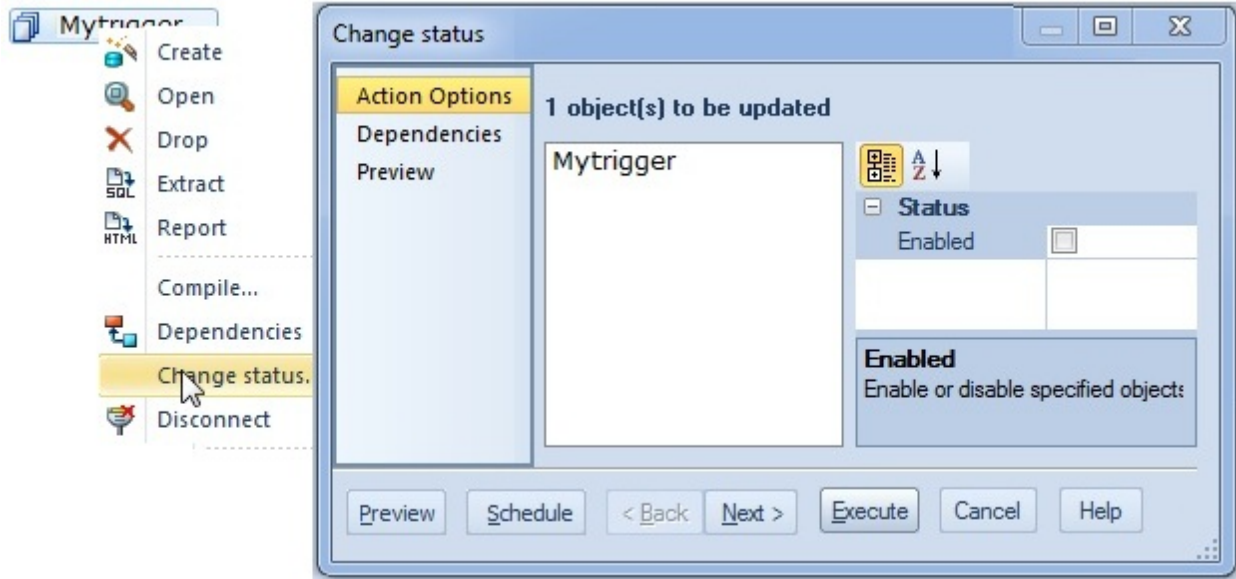 Mytrigger
Create
Open
Drop
SQL
Extract
HTML
Report
Compile...
Dependencies
Change status.
Disconnect
Change status
Action Options
Dependencies
Preview
1 object(s) to be updated
Mytrigger
A
Z
Status
Enabled
Enabled
Enable or disable specified objects
Preview
Schedule
< Back
Next >
Execute
Cancel
Help